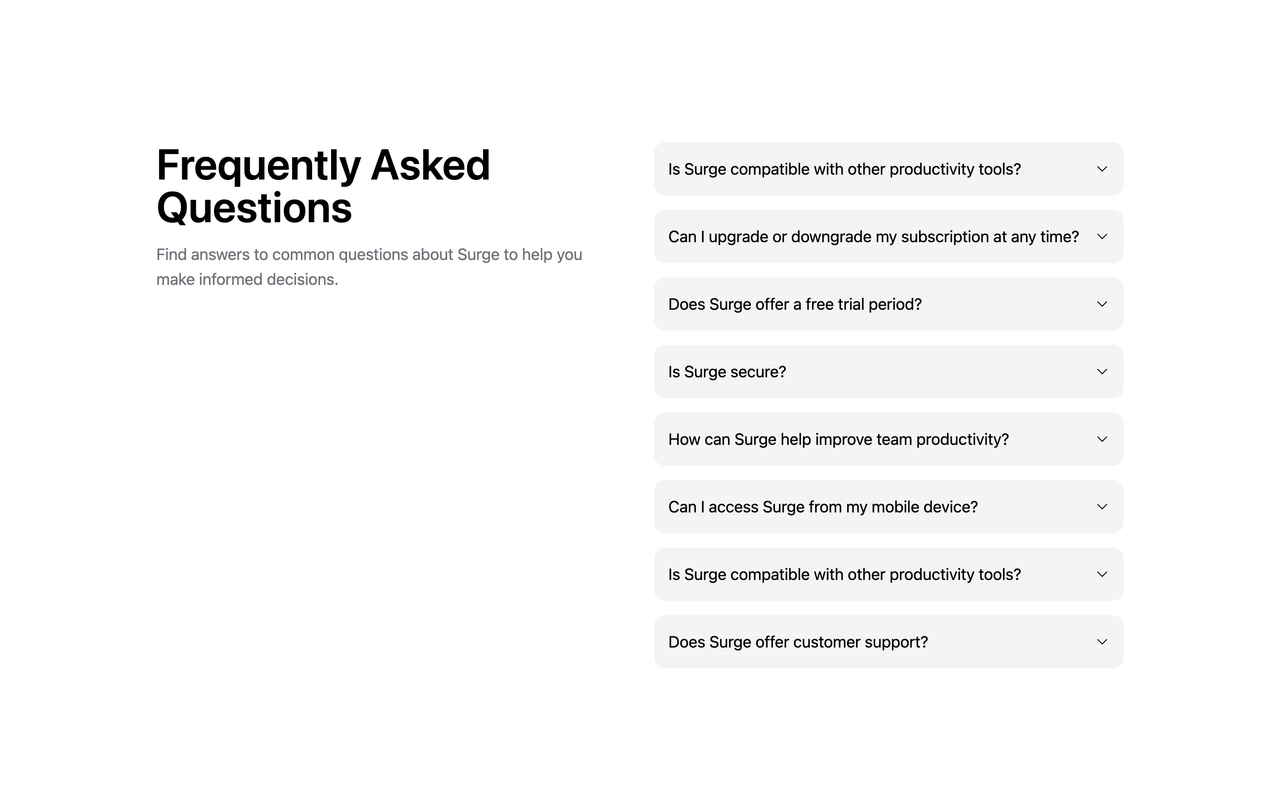 Frequently Asked
Questions
Find answers to common questions about Surge to help you
make informed decisions.
Is Surge compatible with other productivity tools?
Can I upgrade or downgrade my subscription at any time?
Does Surge offer a free trial period?
Is Surge secure?
How can Surge help improve team productivity?
Can I access Surge from my mobile device?
Is Surge compatible with other productivity tools?
Does Surge offer customer support?